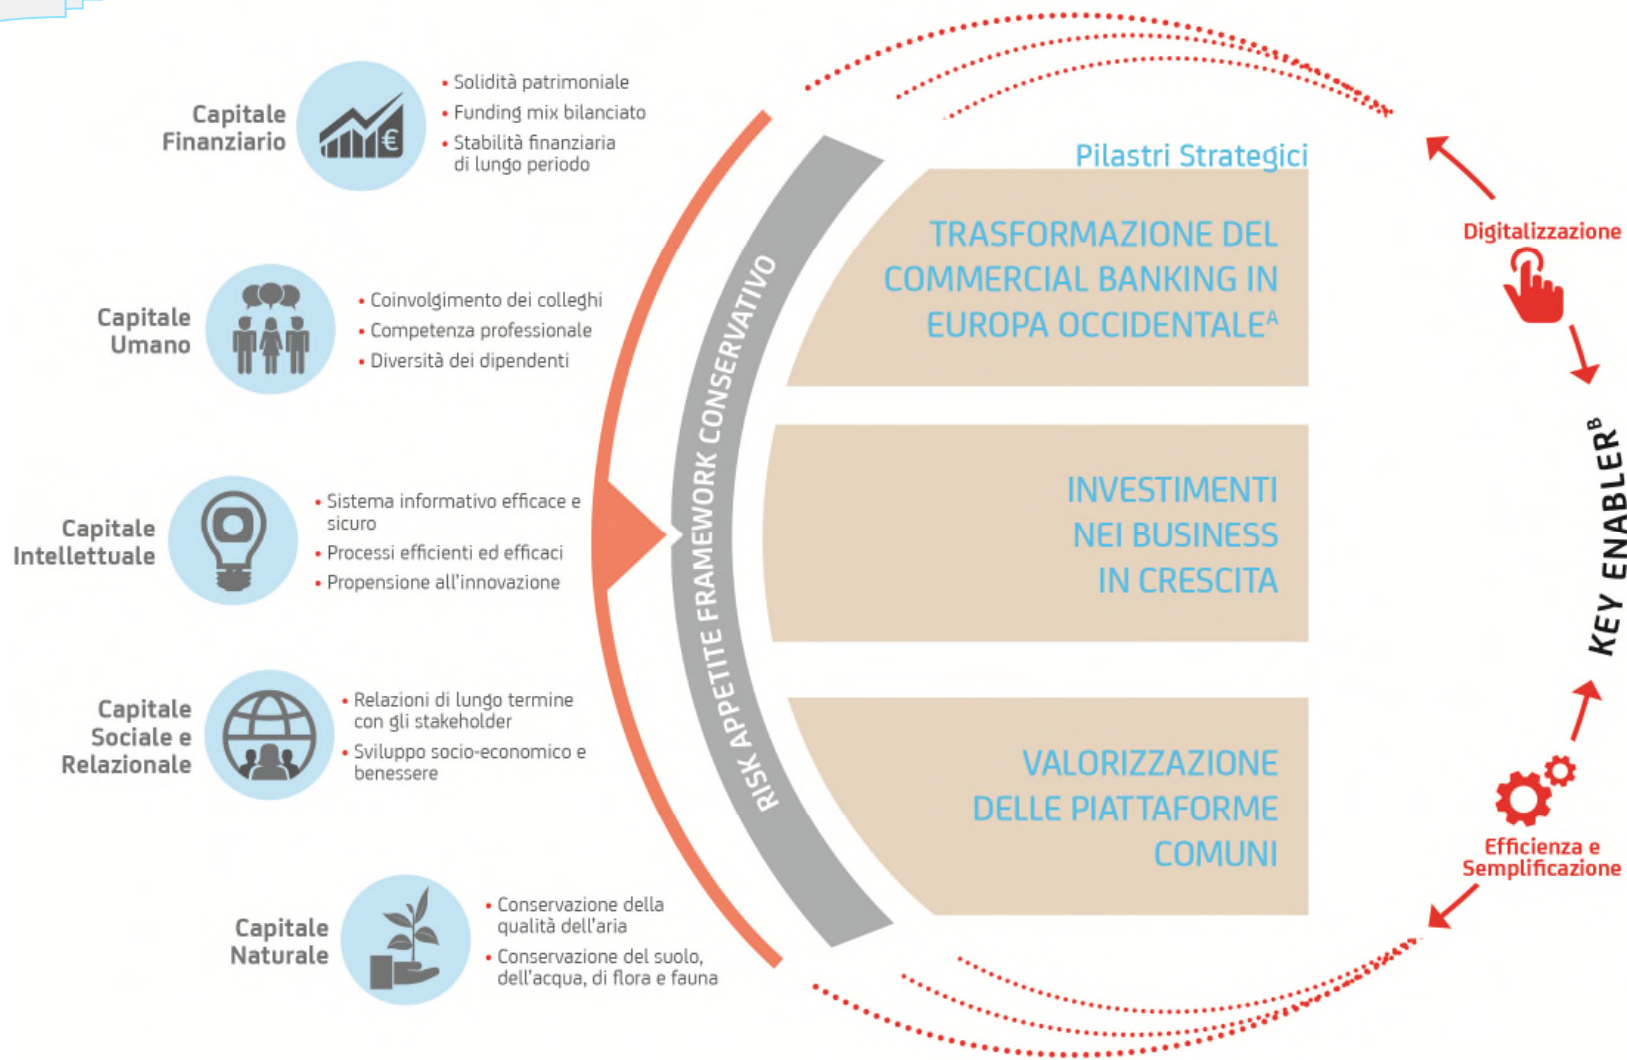 Capitale
Finanziario
• Solidità patrimoniale
• Funding mix bilanciato
• Stabilità finanziaria
di lungo periodo
Capitale
Umano
• Coinvolgimento dei colleghi
• Competenza professionale
• Diversità dei dipendenti
Capitale
Intellettuale
• Sistema informativo efficace e
sicuro
• Processi efficienti ed efficaci
• Propensione all'innovazione
Capitale
Sociale e
Relazionale
• Relazioni di lungo termine
con gli stakeholder
• Sviluppo socio-economico e
benessere
Capitale
Naturale
• Conservazione della
qualità dell'aria
• Conservazione del suolo,
dell'acqua, di flora e fauna
RISK APPETITE FRAMEWORK CONSERVATIVO
Pilastri Strategici
TRASFORMAZIONE DEL
COMMERCIAL BANKING IN
EUROPA OCCIDENTALEᴬ
INVESTIMENTI
NEI BUSINESS
IN CRESCITA
VALORIZZAZIONE
DELLE PIATTAFORME
COMUNI
Digitalizzazione
KEY ENABLERᴮ
Efficienza e
Semplificazione